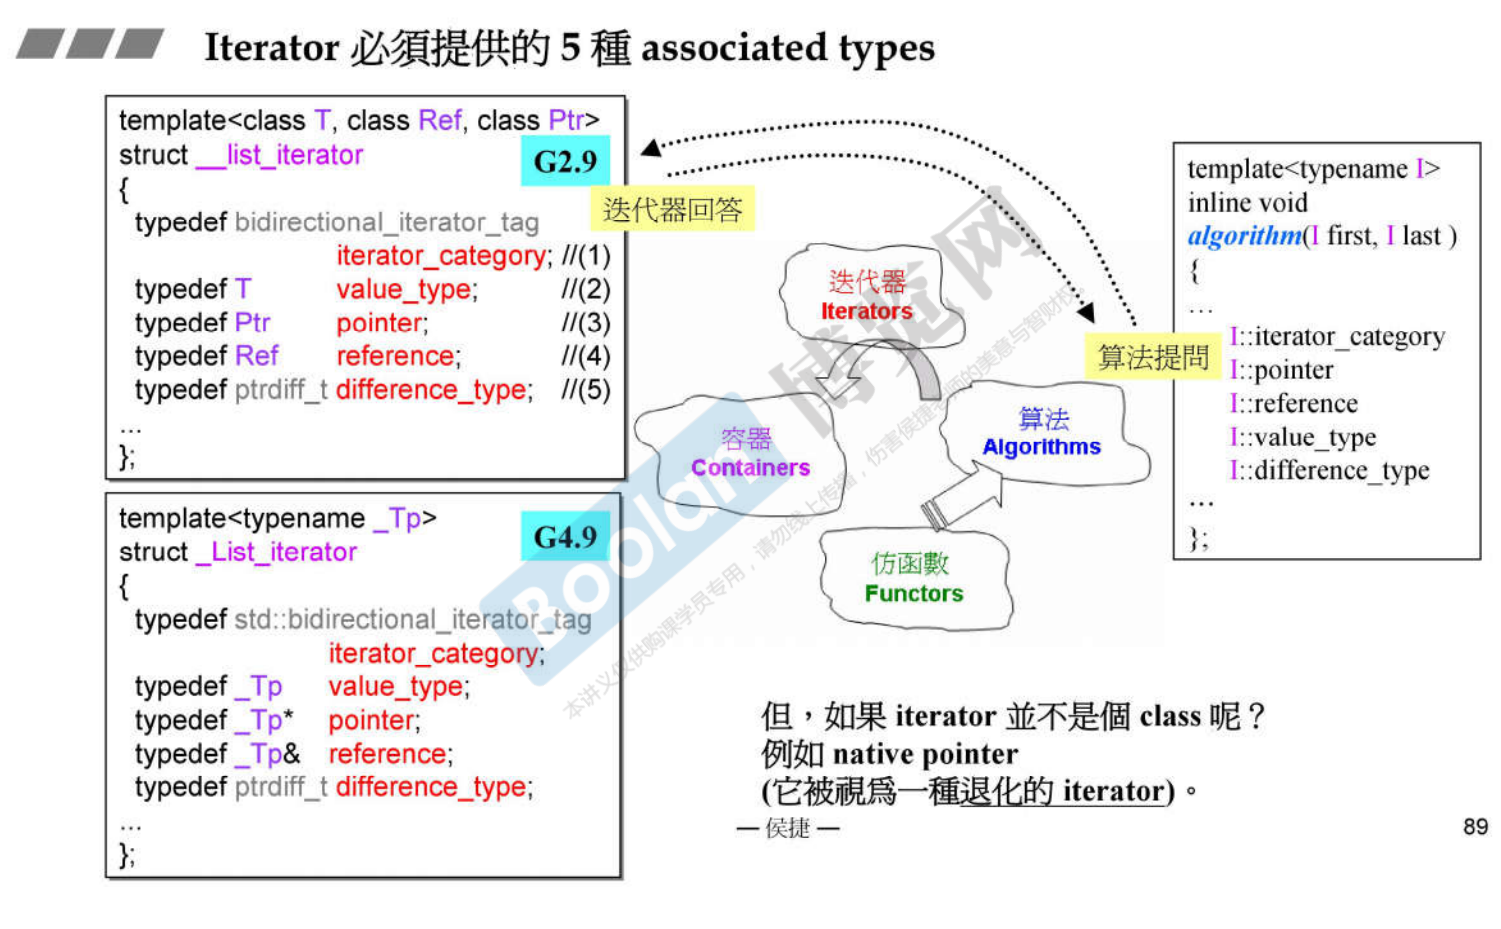 Iterator 必須提供的 5 種 associated types
template<class T, class Ref, class Ptr>
struct __list_iterator
G2.9
{
typedef bidirectional_iterator_tag
iterator_category; //(1)
typedef T value_type; //(2)
typedef Ptr pointer; //(3)
typedef Ref reference; //(4)
typedef ptrdiff_t difference_type; //(5)
...
};
template<typename _Tp>
struct _List_iterator
G4.9
{
typedef std::bidirectional_iterator_tag
iterator_category;
typedef _Tp value_type;
typedef _Tp* pointer;
typedef _Tp& reference;
typedef ptrdiff_t difference_type;
...
};
迭代器回答
迭代器
Iterators
容器
Containers
算法
Algorithms
仿函數
Functors
算法提問
template<typename I>
inline void
algorithm(I first, I last )
{
...
I::iterator_category
I::pointer
I::reference
I::value_type
I::difference_type
...
};
但，如果 iterator 並不是個 class 呢？
例如 native pointer
(它被視爲一種退化的 iterator)。
— 侯捷 —
89
Boolan 博览网
本讲义仅供购课学员专用，请勿线上传播，伤害侯捷老师的美意与智财权。